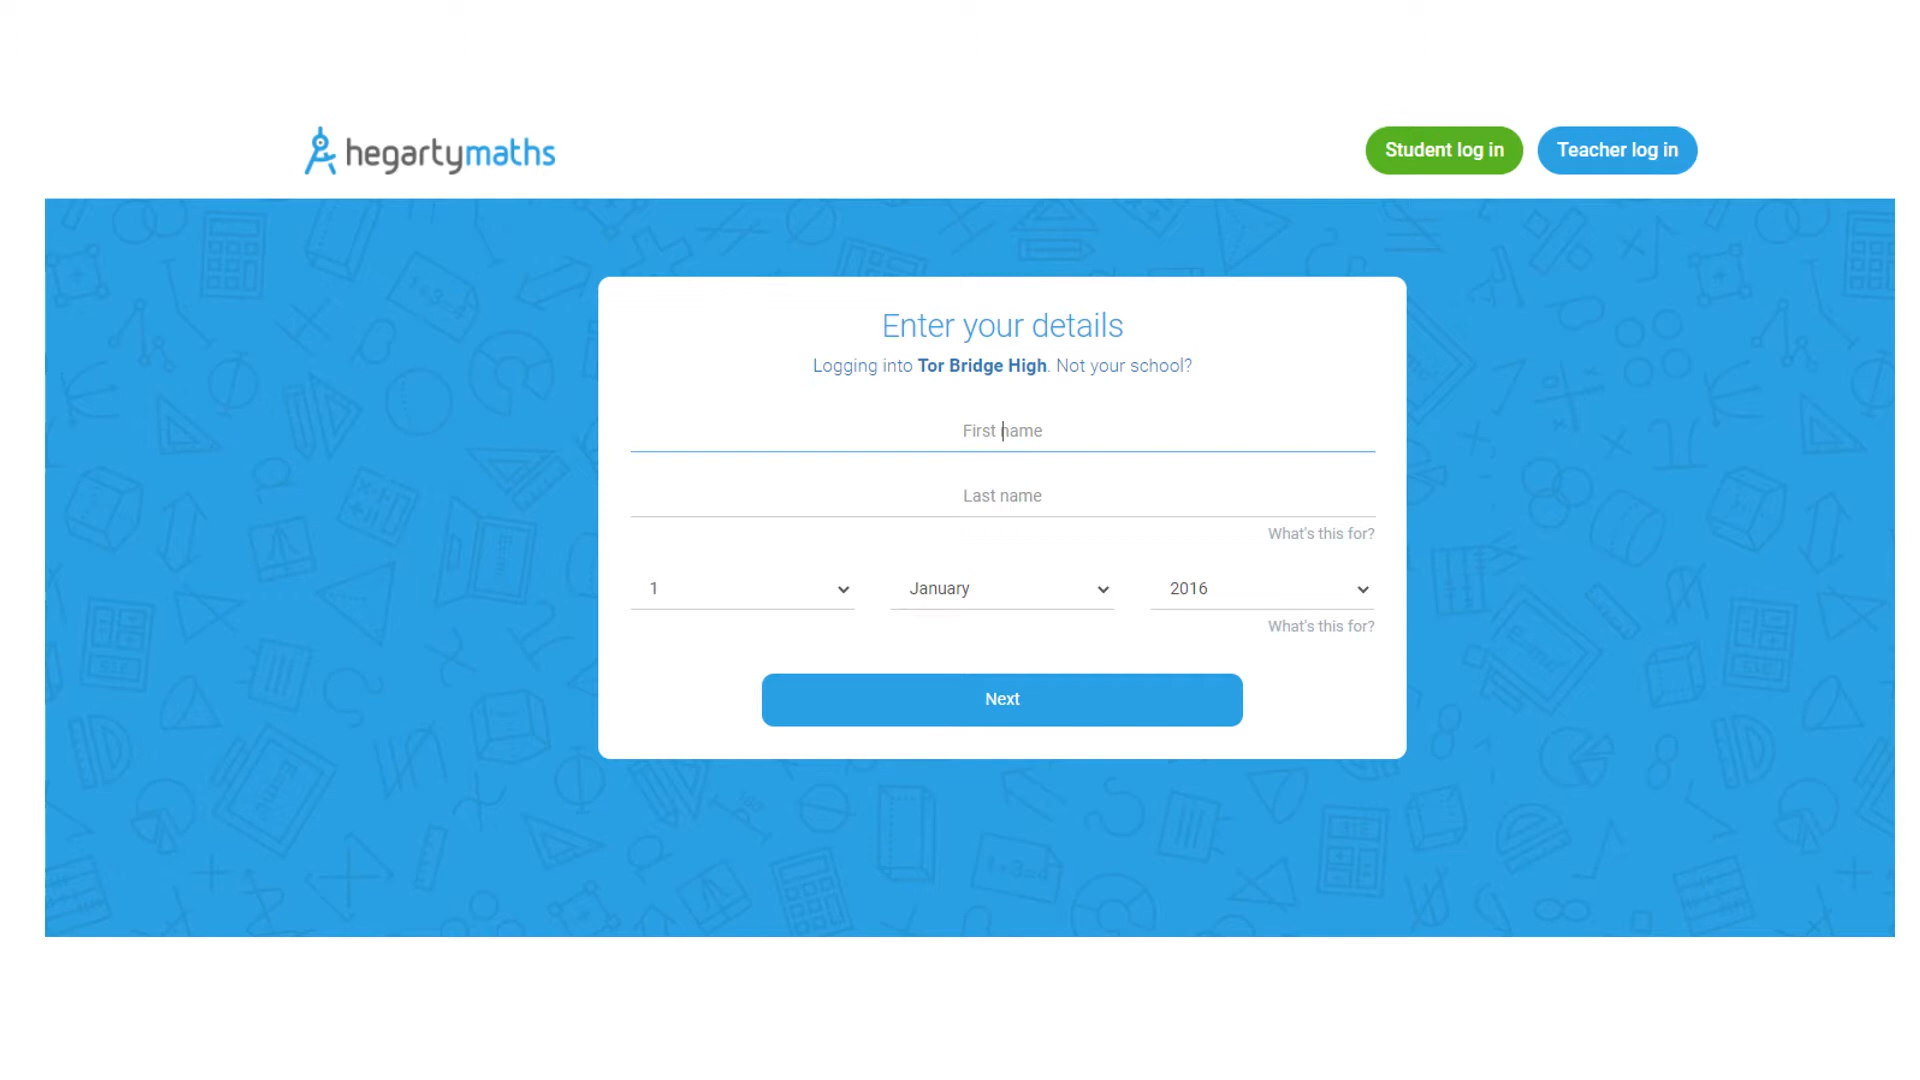 hegartymaths
Student log in
Teacher log in
Enter your details
Logging into Tor Bridge High. Not your school?
First name
Last name
What's this for?
1
January
2016
What's this for?
Next